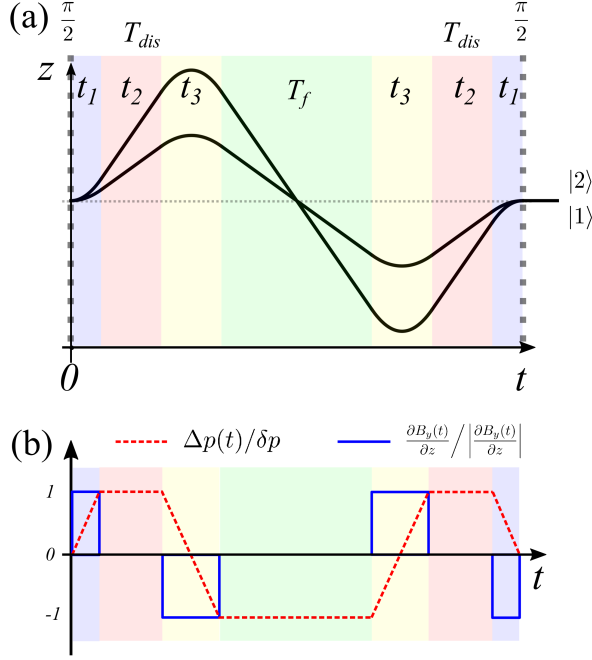 (a)
π/2 T_dis T_dis π/2
z
t_1 t_2 t_3 T_f t_3 t_2 t_1
|2⟩
|1⟩
0 t
(b)
Δp(t)/δp ∂B_y(t)/∂z / |∂B_y(t)/∂z|
1
0
-1
t